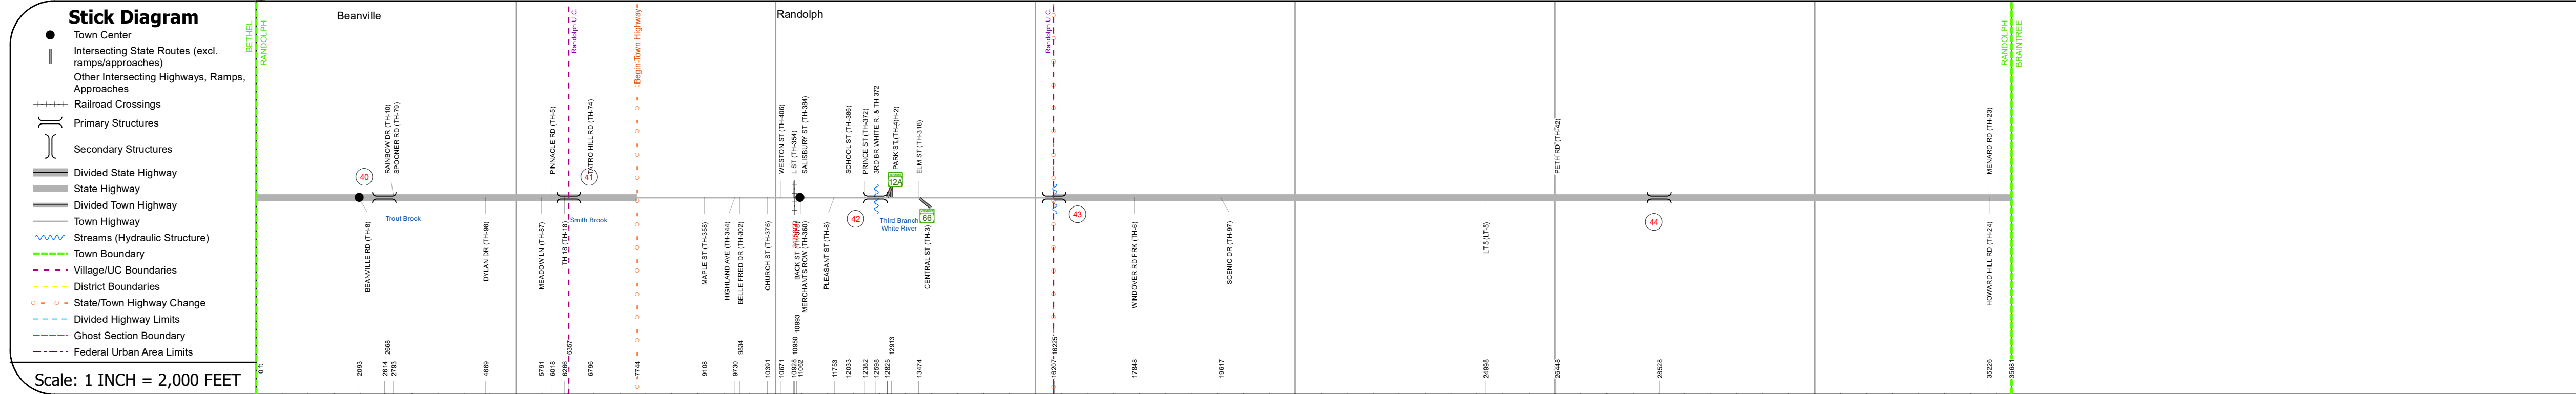 Stick Diagram
Town Center
Intersecting State Routes (excl.
ramps/approaches)
Other Intersecting Highways, Ramps,
Approaches
Railroad Crossings
Primary Structures
Secondary Structures
Divided State Highway
State Highway
Divided Town Highway
Town Highway
Streams (Hydraulic Structure)
Town Boundary
Village/UC Boundaries
District Boundaries
State/Town Highway Change
Divided Highway Limits
Ghost Section Boundary
Federal Urban Area Limits
Scale: 1 INCH = 2,000 FEET
BETHEL
RANDOLPH
Beanville
Randolph U.C.
Begin Town Highway
Randolph
Randolph U.C.
RANDOLPH
BRAINTREE
RAINBOW DR (TH-10)
SPOONER RD (TH-79)
PINNACLE RD (TH-5)
TATRO HILL RD (TH-74)
WESTON ST (TH-406)
L ST (TH-354)
SALISBURY ST (TH-384)
SCHOOL ST (TH-386)
PRINCE ST (TH-372)
3RD BR WHITE R. & TH 372
PARK ST (TH-4)
ELM ST (TH-318)
PETH RD (TH-42)
MENARD RD (TH-23)
40
41
42
43
44
12A
66
Trout Brook
Smith Brook
Third Branch
White River
BEANVILLE RD (TH-8)
DYLAN DR (TH-98)
MEADOW LN (TH-87)
TH 18 (TH-18)
MAPLE ST (TH-358)
HIGHLAND AVE (TH-344)
BELLE FRED DR (TH-302)
CHURCH ST (TH-376)
MERCHANTS ROW (TH-360)
PLEASANT ST (TH-8)
CENTRAL ST (TH-3)
WINDOVER RD FRK (TH-6)
SCENIC DR (TH-97)
LT 5 (LT-5)
HOWARD HILL RD (TH-24)
0 ft
2093
2614
2668
2793
4669
5791
6018
6266
6357
6796
7744
9108
9730
9834
10391
10671
10928
10950
10993
11062
11753
12033
12382
12598
12825
12913
13474
16207
16225
17848
19617
24998
26448
28528
35226
35681